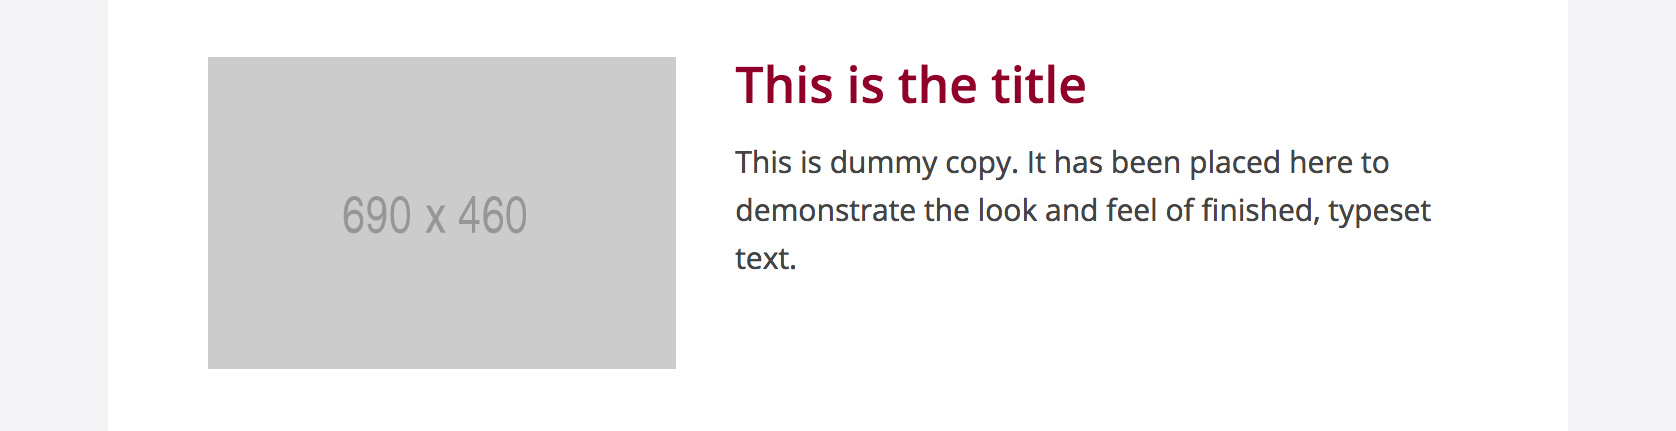 690 x 460
This is the title
This is dummy copy. It has been placed here to
demonstrate the look and feel of finished, typeset
text.